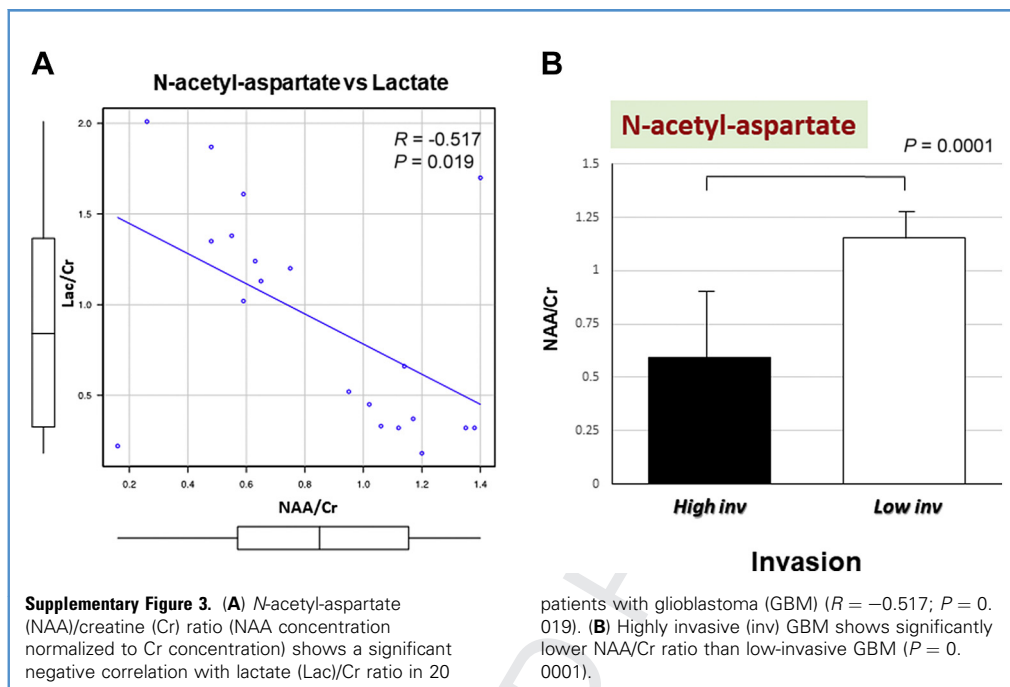 A
N-acetyl-aspartate vs Lactate
R = -0.517
P = 0.019
Lac/Cr
2.0
1.5
1.0
0.5
0.2 0.4 0.6 0.8 1.0 1.2 1.4
NAA/Cr
B
N-acetyl-aspartate
P = 0.0001
NAA/Cr
1.5
1.25
1
0.75
0.5
0.25
0
High inv Low inv
Invasion
Supplementary Figure 3. (A) N-acetyl-aspartate
(NAA)/creatine (Cr) ratio (NAA concentration
normalized to Cr concentration) shows a significant
negative correlation with lactate (Lac)/Cr ratio in 20
patients with glioblastoma (GBM) (R = −0.517; P = 0.
019). (B) Highly invasive (inv) GBM shows significantly
lower NAA/Cr ratio than low-invasive GBM (P = 0.
0001).